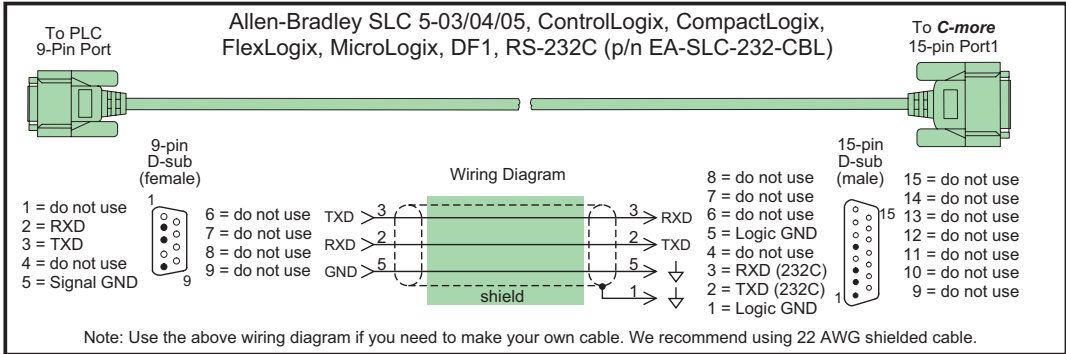 To PLC
9-Pin Port
Allen-Bradley SLC 5-03/04/05, ControlLogix, CompactLogix,
FlexLogix, MicroLogix, DF1, RS-232C (p/n EA-SLC-232-CBL)
To C-more
15-pin Port1
9-pin
D-sub
(female)
1
9
1 = do not use
2 = RXD
3 = TXD
4 = do not use
5 = Signal GND
6 = do not use
7 = do not use
8 = do not use
9 = do not use
Wiring Diagram
TXD 3 3 RXD
RXD 2 2 TXD
GND 5 5
1
shield
8 = do not use
7 = do not use
6 = do not use
5 = Logic GND
4 = do not use
3 = RXD (232C)
2 = TXD (232C)
1 = Logic GND
15-pin
D-sub
(male)
15
1
15 = do not use
14 = do not use
13 = do not use
12 = do not use
11 = do not use
10 = do not use
9 = do not use
Note: Use the above wiring diagram if you need to make your own cable. We recommend using 22 AWG shielded cable.